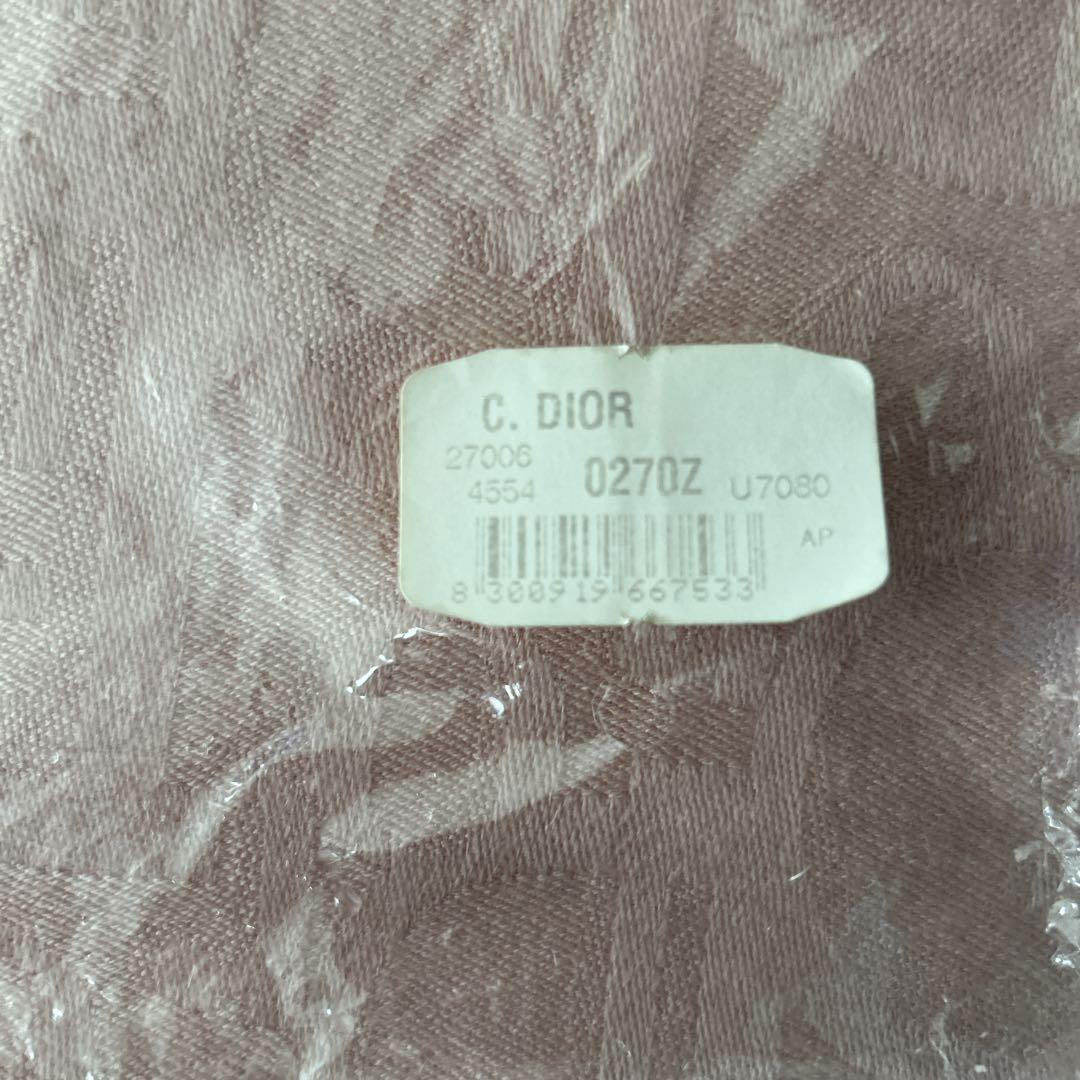 C. DIOR
27006
4554 0270Z U7080
AP
8 300919 667533